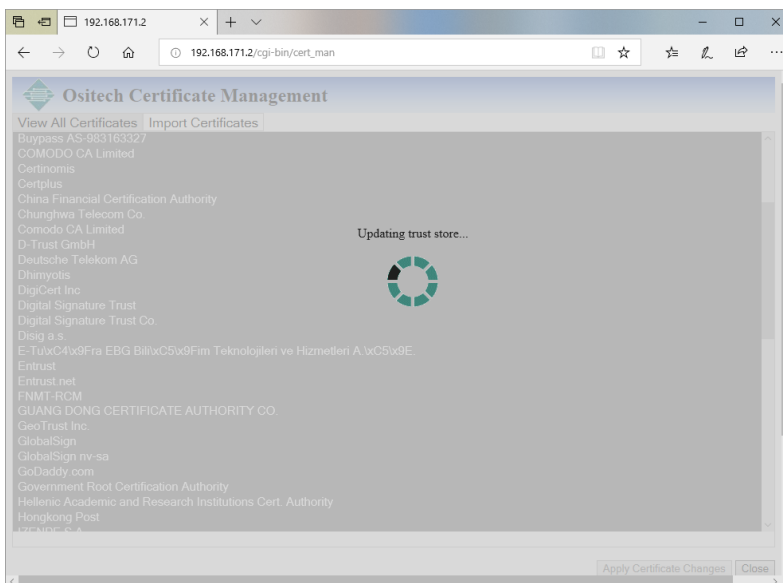 192.168.171.2
192.168.171.2/cgi-bin/cert_man
Ositech Certificate Management
View All Certificates Import Certificates
Buypass AS-983163327
COMODO CA Limited
Certinomis
Certplus
China Financial Certification Authority
Chunghwa Telecom Co.
Comodo CA Limited
D-Trust GmbH
Deutsche Telekom AG
Dhimyotis
DigiCert Inc
Digital Signature Trust
Digital Signature Trust Co.
Disig a.s.
E-Tu\xC4\x9Fra EBG Bili\xC5\x9Fim Teknolojileri ve Hizmetleri A.\xC5\x9E.
Entrust
Entrust.net
FNMT-RCM
GUANG DONG CERTIFICATE AUTHORITY CO.
GeoTrust Inc.
GlobalSign
GlobalSign nv-sa
GoDaddy.com
Government Root Certification Authority
Hellenic Academic and Research Institutions Cert. Authority
Hongkong Post
IZENPE S.A.
Updating trust store...
Apply Certificate Changes Close